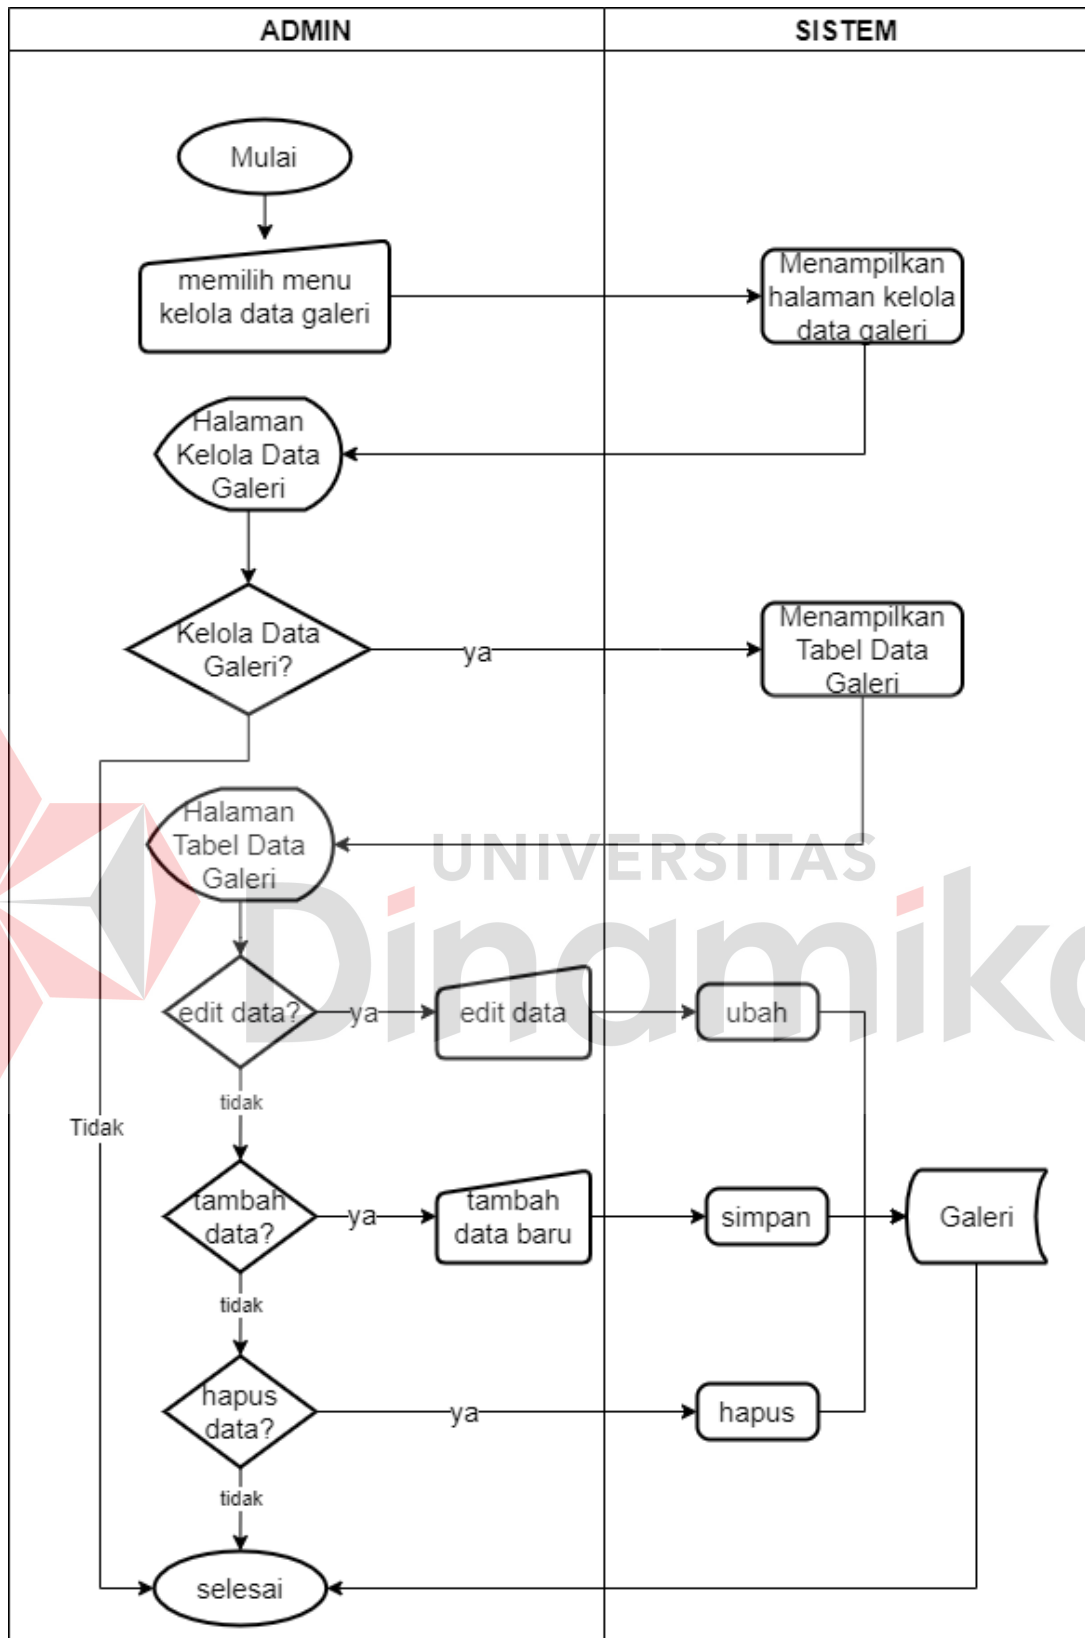 ADMIN
SISTEM
Mulai
memilih menu
kelola data galeri
Menampilkan
halaman kelola
data galeri
Halaman
Kelola Data
Galeri
Kelola Data
Galeri?
ya
Menampilkan
Tabel Data
Galeri
Halaman
Tabel Data
Galeri
UNIVERSITAS
Dinamika
edit data?
ya
edit data
ubah
tidak
Tidak
tambah
data?
ya
tambah
data baru
simpan
Galeri
tidak
hapus
data?
ya
hapus
tidak
selesai